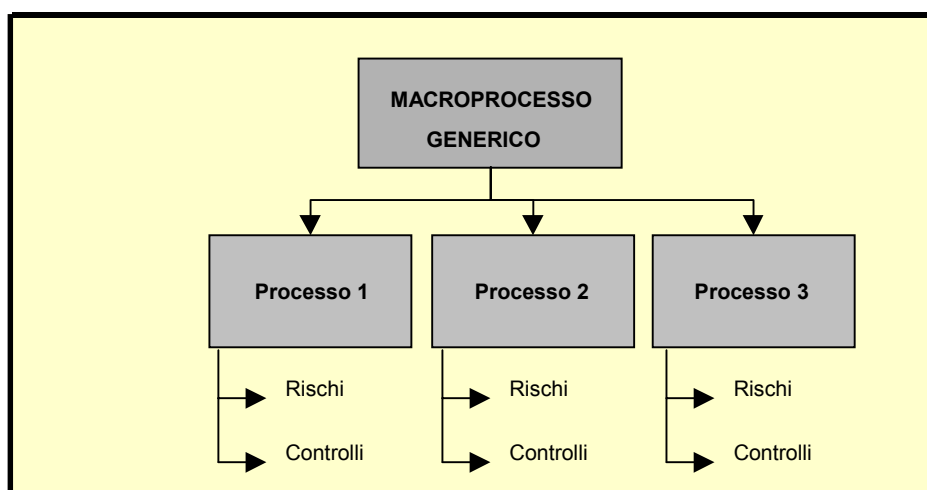 MACROPROCESSO
GENERICO
Processo 1
Processo 2
Processo 3
Rischi
Rischi
Rischi
Controlli
Controlli
Controlli